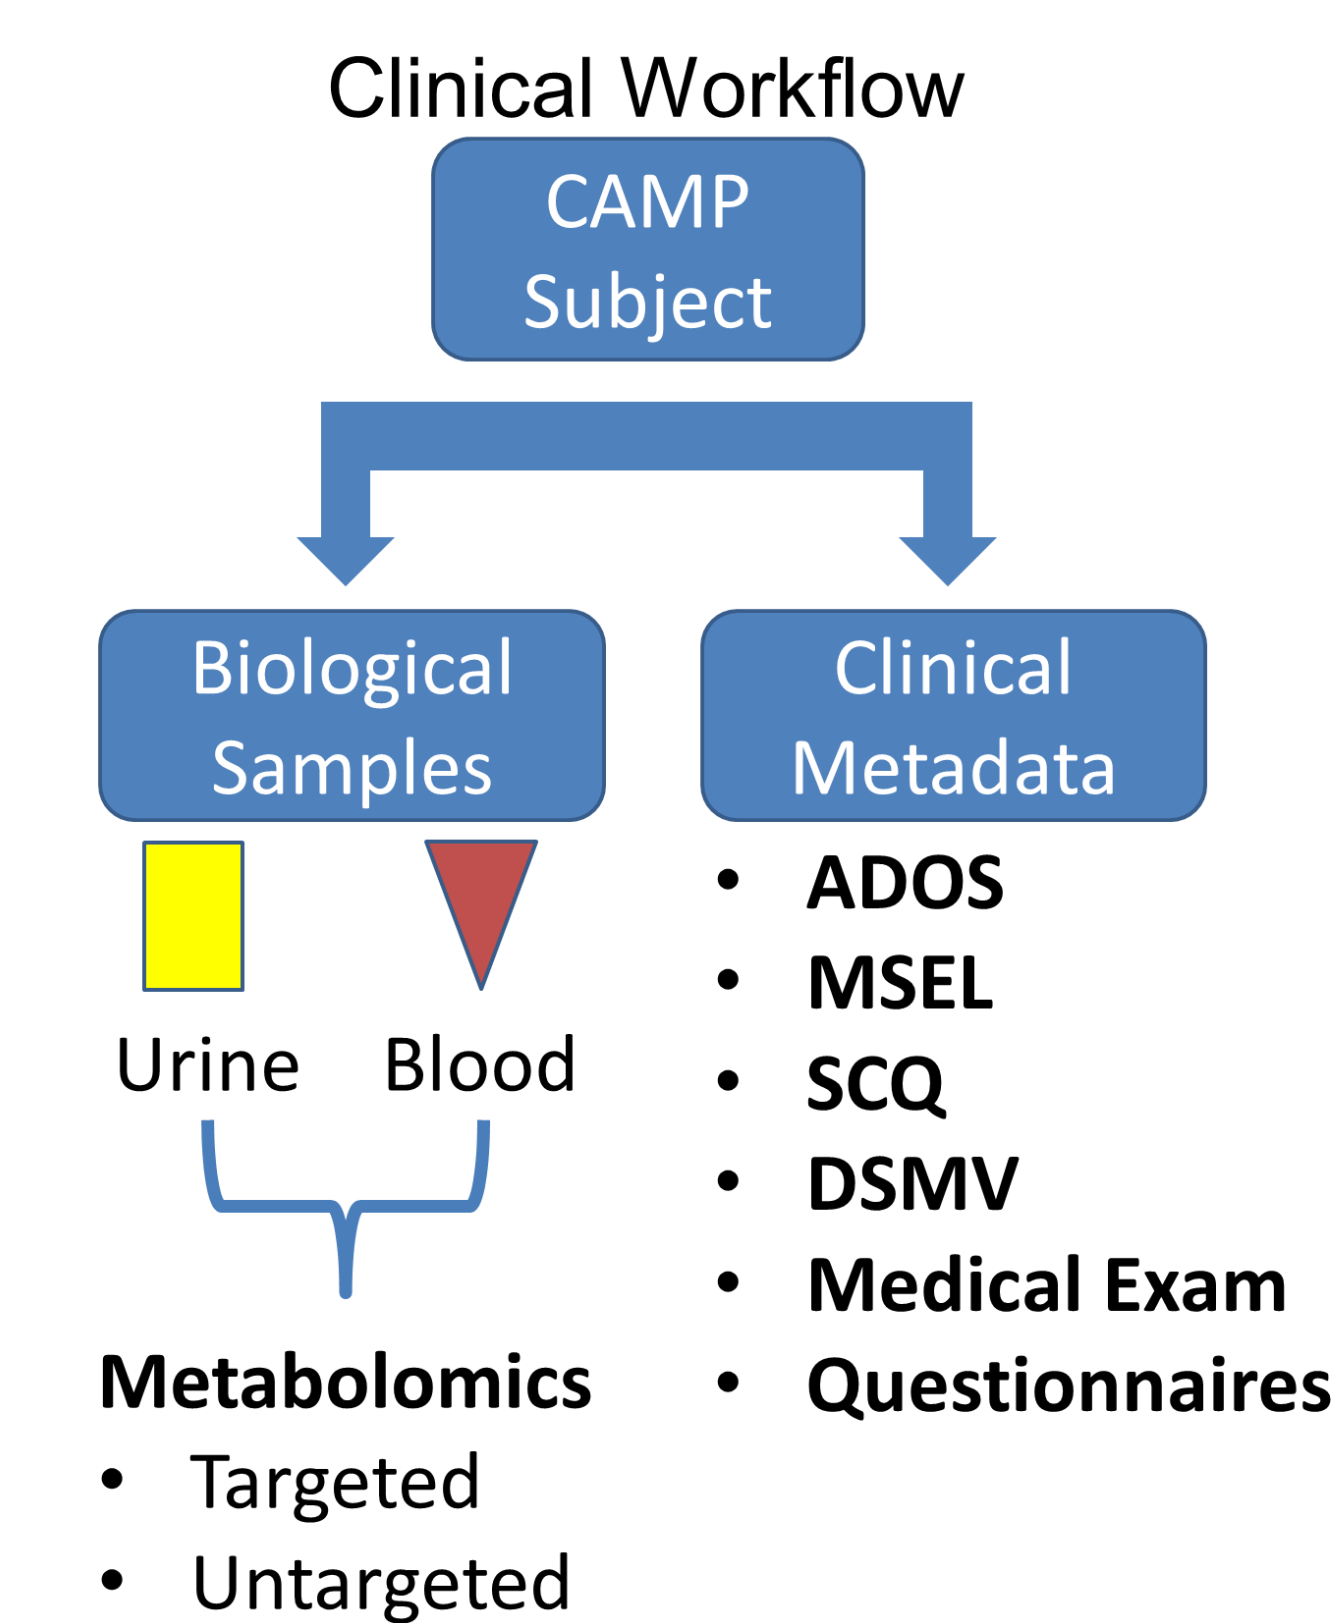 Clinical Workflow
CAMP
Subject
Biological
Samples
Urine
Blood
Metabolomics
• Targeted
• Untargeted
Clinical
Metadata
• ADOS
• MSEL
• SCQ
• DSMV
• Medical Exam
• Questionnaires